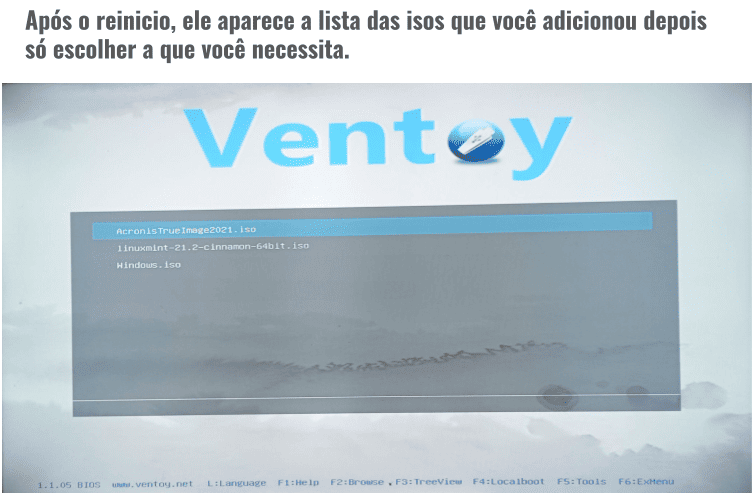 Após o reinicio, ele aparece a lista das isos que você adicionou depois
só escolher a que você necessita.
Ventoy
AcronisTrueImage2021.iso
linuxmint-21.2-cinnamon-64bit.iso
Windows.iso
1.1.05 BIOS www.ventoy.net L:Language F1:Help F2:Browse F3:TreeView F4:Localboot F5:Tools F6:ExMenu